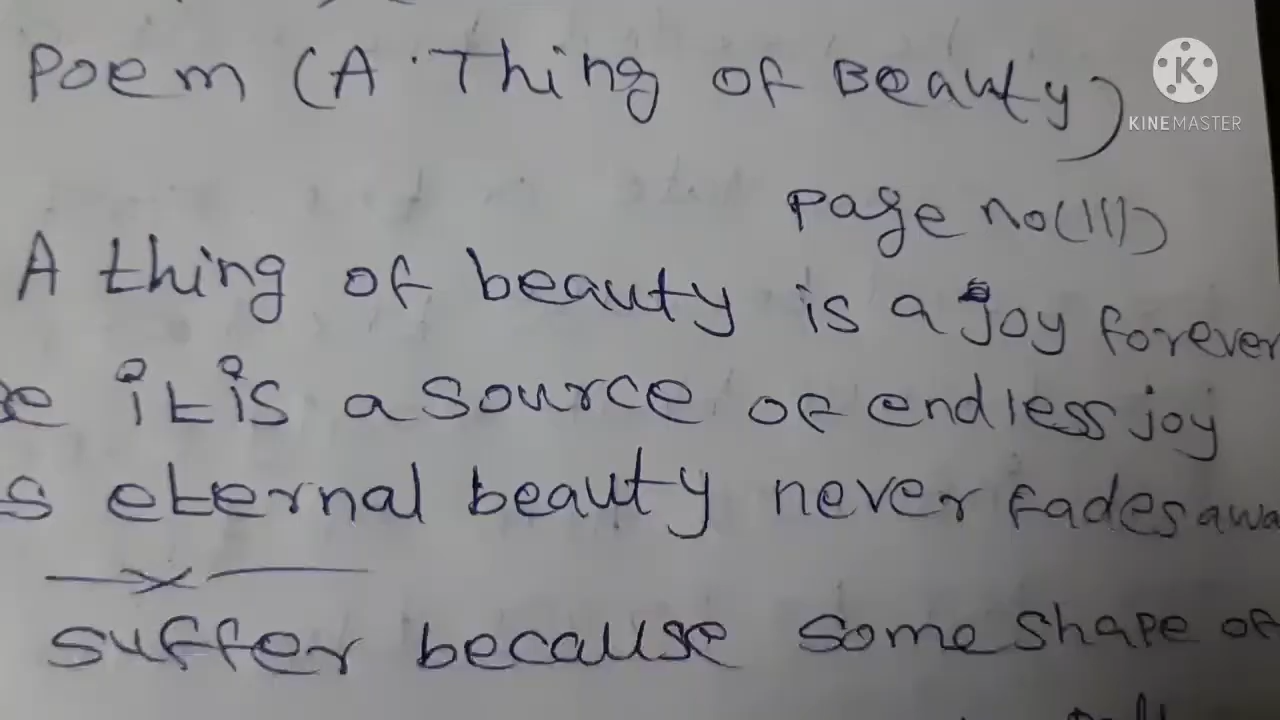 Poem (A Thing of Beauty)
KINEMASTER
Page no(111)
A thing of beauty is a Joy forever
it is a source of endless joy
eternal beauty never fades
suffer because some shape of